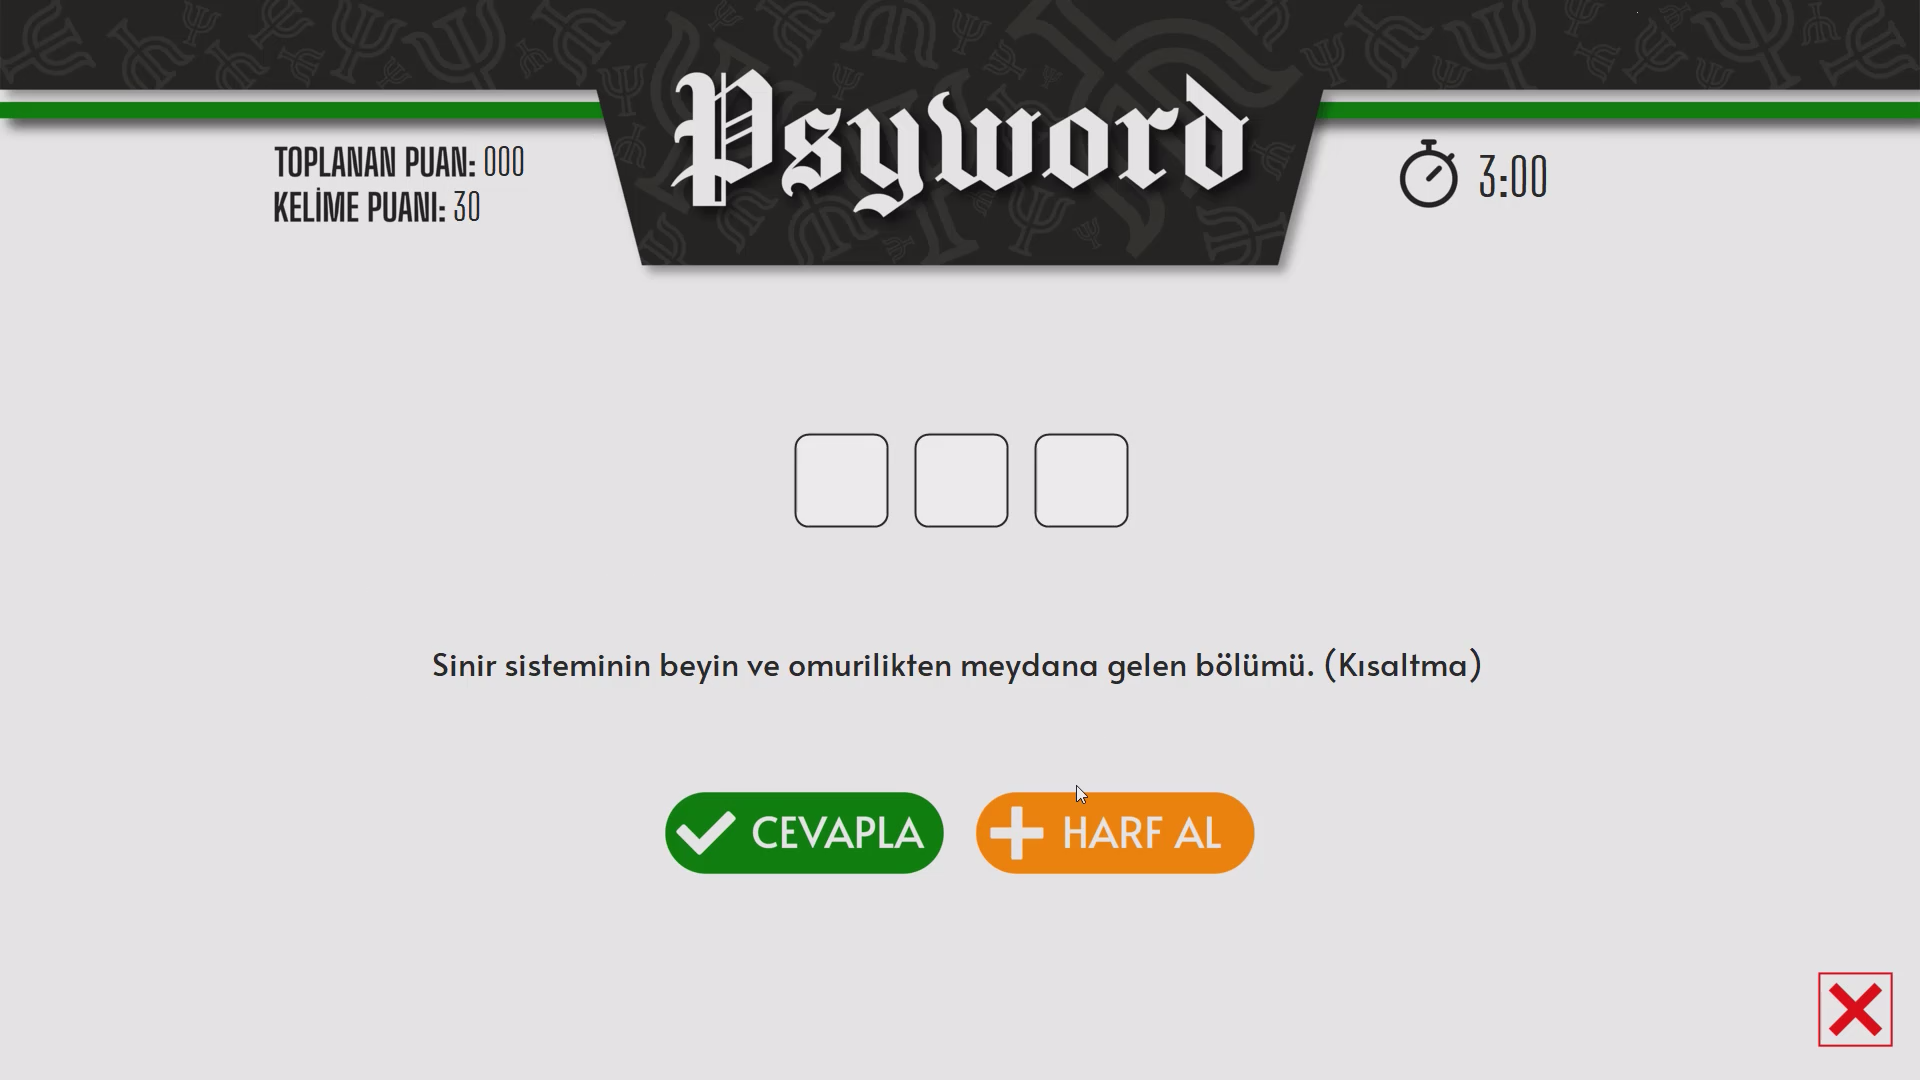 Psyword
TOPLANAN PUAN: 000
KELİME PUANI: 30
3:00
Sinir sisteminin beyin ve omurilikten meydana gelen bölümü. (Kısaltma)
CEVAPLA
HARF AL